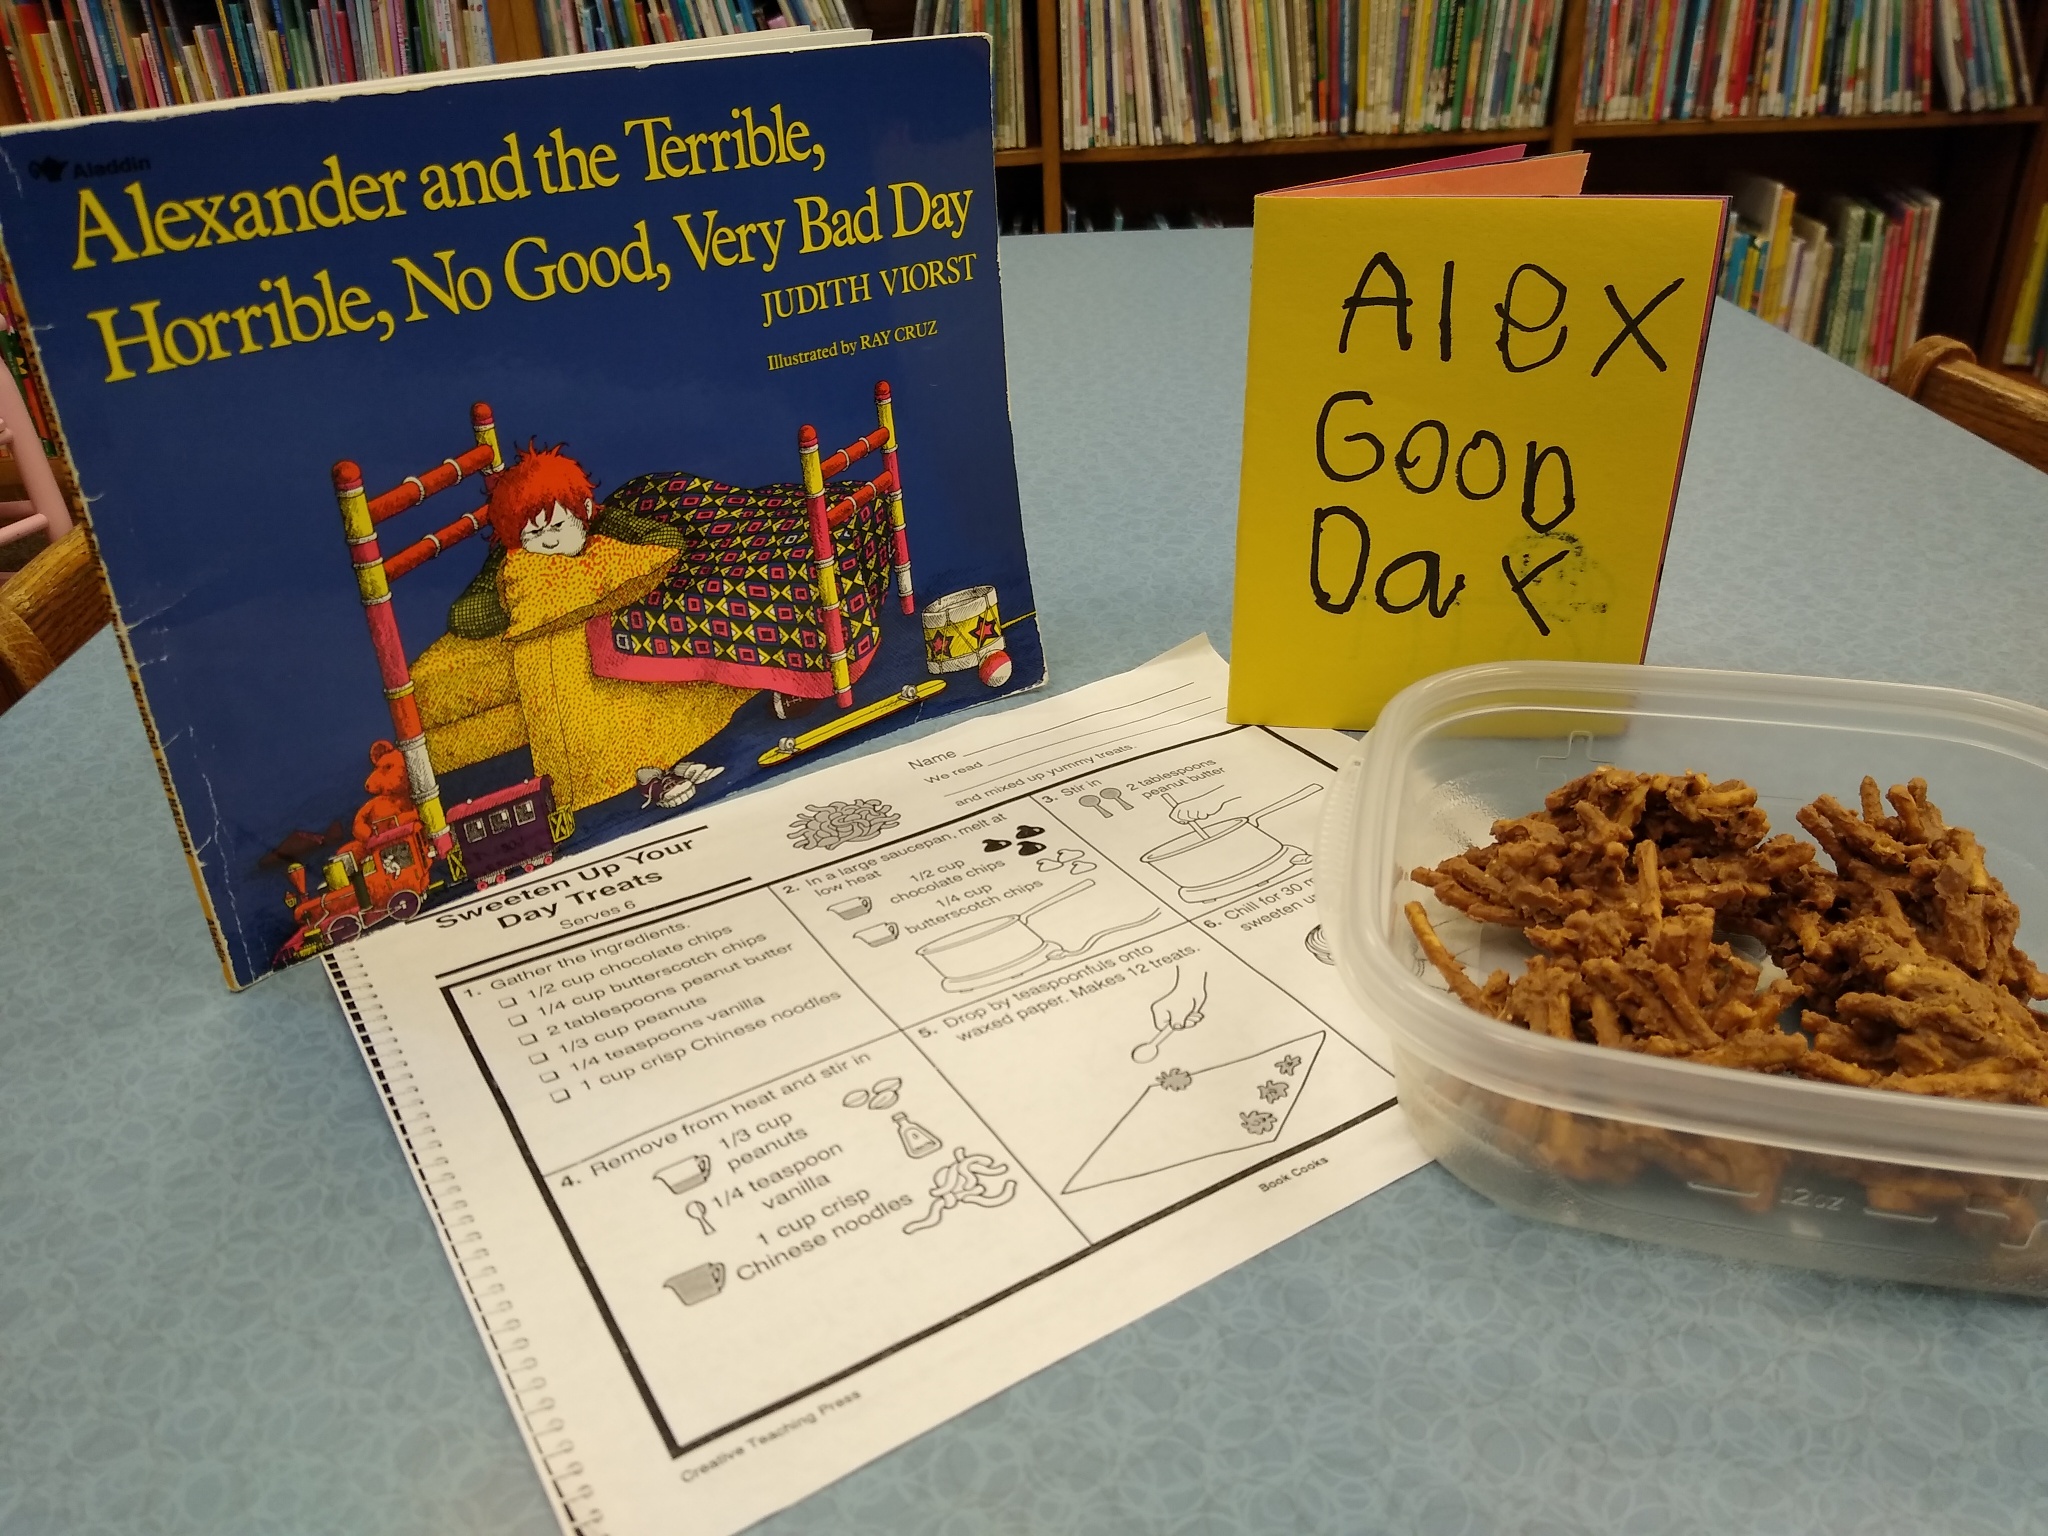 Aladdin
Alexander and the Terrible,
Horrible, No Good, Very Bad Day
JUDITH VIORST
Illustrated by RAY CRUZ
Alex
Good
Day
Name
We read
and mixed up yummy treats.
Sweeten Up Your
Day Treats
Serves 6
1. Gather the ingredients.
1/2 cup chocolate chips
1/4 cup butterscotch chips
2 tablespoons peanut butter
1/3 cup peanuts
1/4 teaspoons vanilla
1 cup crisp Chinese noodles
2. In a large saucepan, melt at
low heat
1/2 cup
chocolate chips
1/4 cup
butterscotch chips
3. Stir in
2 tablespoons
peanut butter
4. Remove from heat and stir in
1/3 cup
peanuts
1/4 teaspoon
vanilla
1 cup crisp
Chinese noodles
5. Drop by teaspoonfuls onto
waxed paper. Makes 12 treats.
6. Chill for 30
sweeten
Book Cooks
Creative Teaching Press